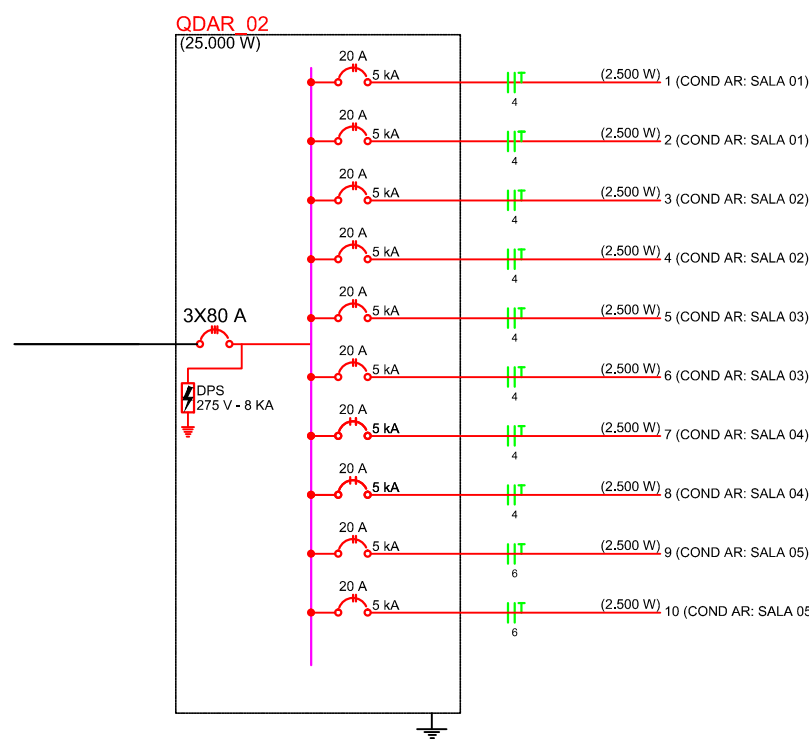 QDAR_02
(25.000 W)
20 A
5 kA
4
(2.500 W)
1 (COND AR: SALA 01)
20 A
5 kA
4
(2.500 W)
2 (COND AR: SALA 01)
20 A
5 kA
4
(2.500 W)
3 (COND AR: SALA 02)
20 A
5 kA
4
(2.500 W)
4 (COND AR: SALA 02)
20 A
5 kA
4
(2.500 W)
5 (COND AR: SALA 03)
3X80 A
DPS
275 V - 8 KA
20 A
5 kA
4
(2.500 W)
6 (COND AR: SALA 03)
20 A
5 kA
4
(2.500 W)
7 (COND AR: SALA 04)
20 A
5 kA
4
(2.500 W)
8 (COND AR: SALA 04)
20 A
5 kA
6
(2.500 W)
9 (COND AR: SALA 05)
20 A
5 kA
6
(2.500 W)
10 (COND AR: SALA 05